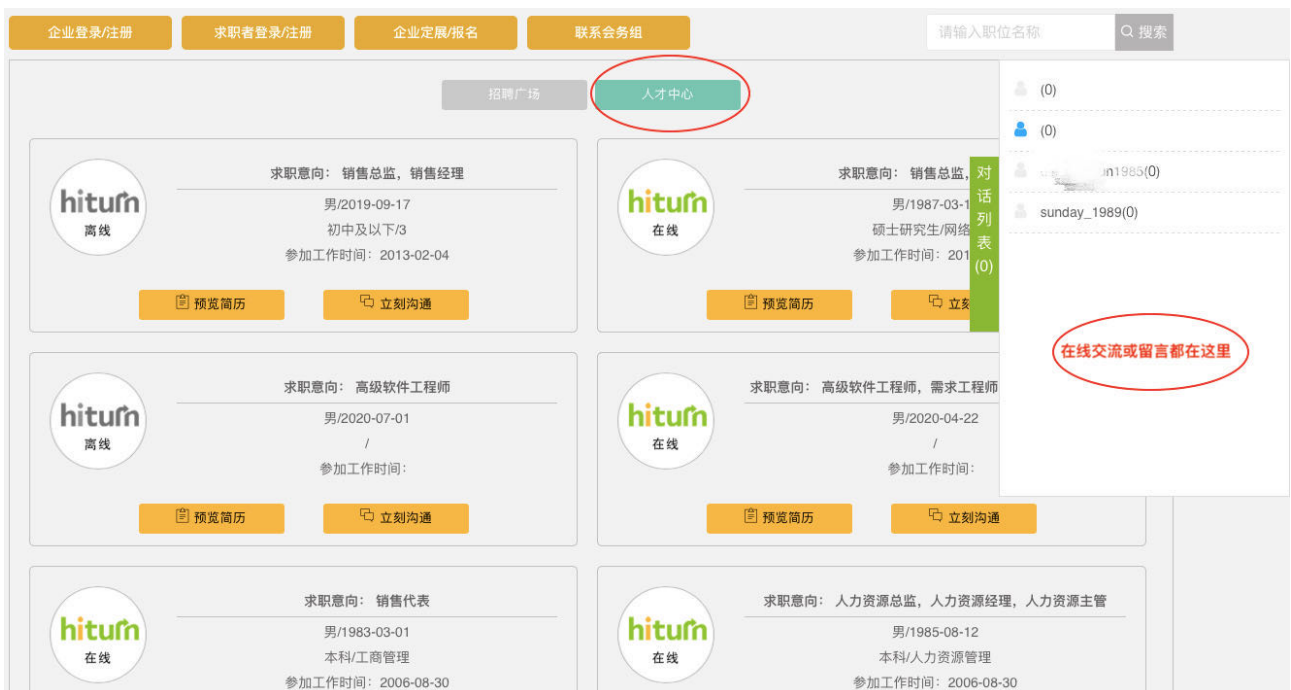 企业登录/注册 求职者登录/注册 企业定展/报名 联系会务组 请输入职位名称 搜索
招聘广场 人才中心
(0)
(0)
n1985(0)
sunday_1989(0)
对话列表(0)
在线交流或留言都在这里
hiturn
离线
求职意向: 销售总监, 销售经理
男/2019-09-17
初中及以下/3
参加工作时间: 2013-02-04
预览简历 立刻沟通
hiturn
在线
求职意向: 销售总监,
男/1987-03-1
硕士研究生/网络
参加工作时间: 201
预览简历 立
hiturn
离线
求职意向: 高级软件工程师
男/2020-07-01
/
参加工作时间:
预览简历 立刻沟通
hiturn
在线
求职意向: 高级软件工程师, 需求工程师
男/2020-04-22
/
参加工作时间:
预览简历 立刻沟通
hiturn
在线
求职意向: 销售代表
男/1983-03-01
本科/工商管理
参加工作时间: 2006-08-30
hiturn
在线
求职意向: 人力资源总监, 人力资源经理, 人力资源主管
男/1985-08-12
本科/人力资源管理
参加工作时间: 2006-08-30